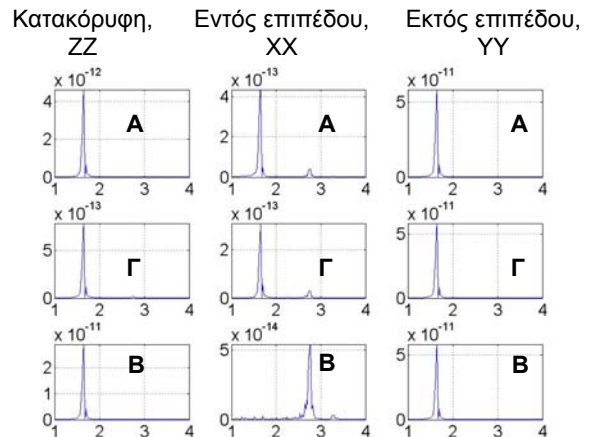 Κατακόρυφη, Εντός επιπέδου, Εκτός επιπέδου,
ZZ XX YY
x 10^-12 x 10^-13 x 10^-11
4 4 5
2 2
0 0 0
Α Α Α
1 2 3 4 1 2 3 4 1 2 3 4
x 10^-13 x 10^-13 x 10^-11
5 2 5
0 0 0
Γ Γ Γ
1 2 3 4 1 2 3 4 1 2 3 4
x 10^-11 x 10^-14 x 10^-11
2 5 5
1
0 0 0
Β Β Β
1 2 3 4 1 2 3 4 1 2 3 4